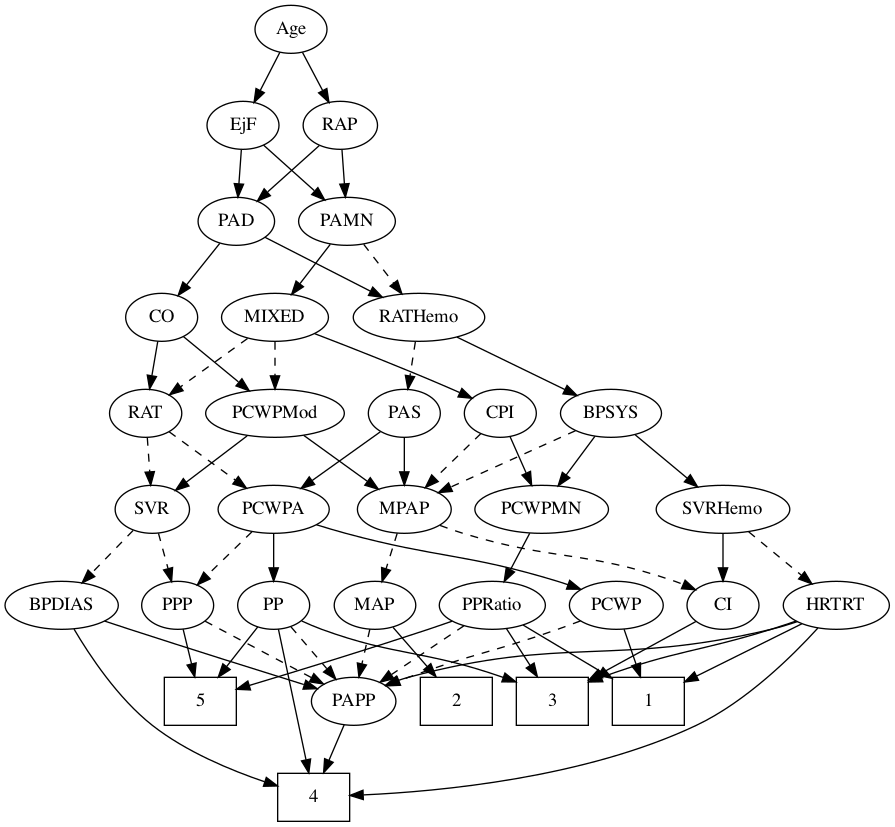 Age
EjF
RAP
PAD
PAMN
CO
MIXED
RATHemo
RAT
PCWPMod
PAS
CPI
BPSYS
SVR
PCWPA
MPAP
PCWPMN
SVRHemo
BPDIAS
PPP
PP
MAP
PPRatio
PCWP
CI
HRTRT
5
PAPP
2
3
1
4